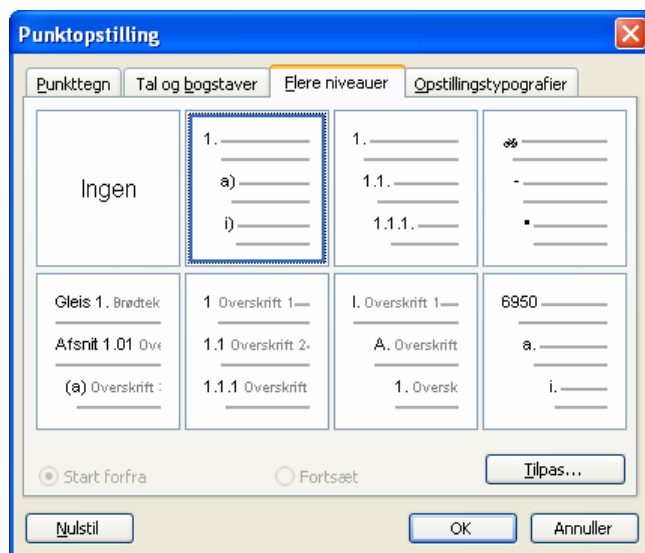 Punktopstilling
Punkttegn
Tal og bogstaver
Flere niveauer
Opstillingstypografier
Ingen
1.
a)
i)
1.
1.1.
1.1.1.
-
Gleis 1. Brødtek
Afsnit 1.01 Ove
(a) Overskrift
1 Overskrift 1
1.1 Overskrift 2
1.1.1 Overskrift
I. Overskrift 1
A. Overskrift
1. Oversk
6950
a.
i.
Start forfra
Fortsæt
Tilpas...
Nulstil
OK
Annuller